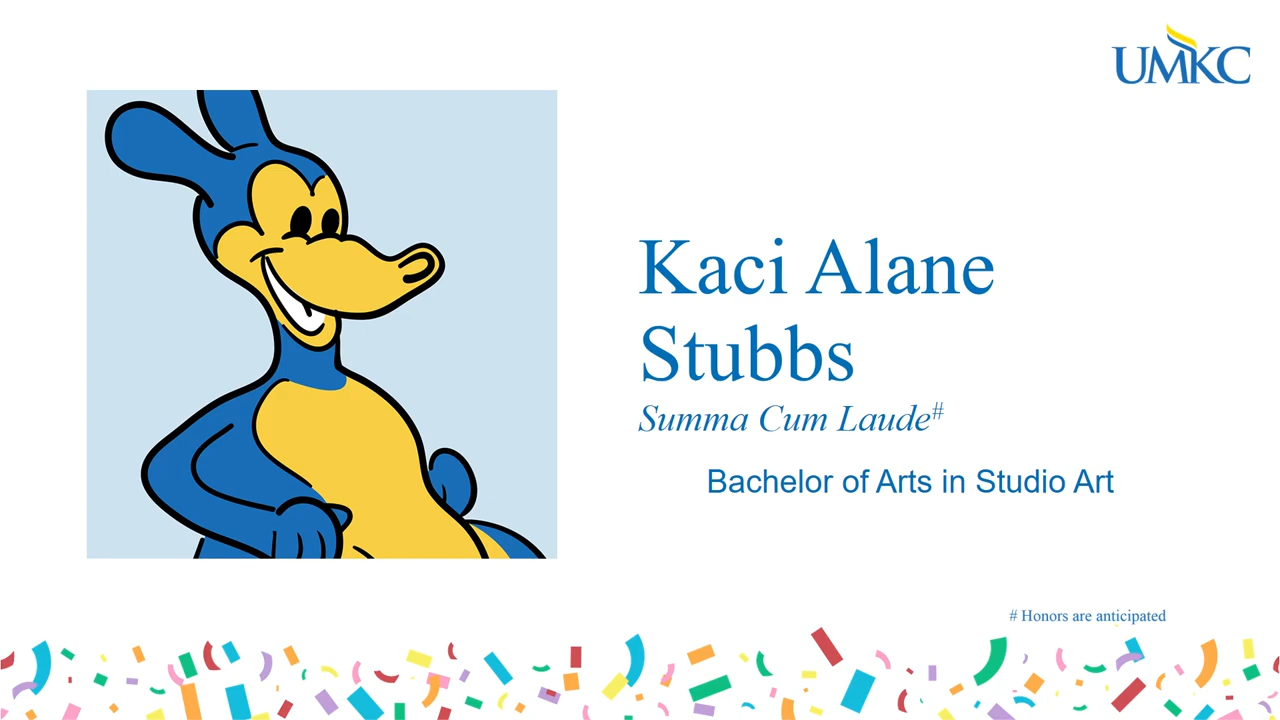 UMKC
Kaci Alane
Stubbs
Summa Cum Laude#
Bachelor of Arts in Studio Art
# Honors are anticipated